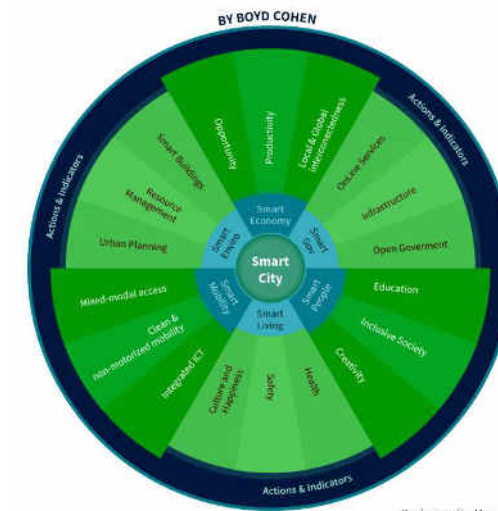 BY BOYD COHEN
Actions & Indicators
Actions & Indicators
Actions & Indicators
Opportunity
Productivity
Local & Global
Interconnectedness
OnLine Services
Infrastructure
Open Goverment
Education
Inclusive Society
Creativity
Health
Safety
Culture and
Happiness
Integrated ICT
Clean &
non-motorized mobility
Mixed-modal access
Urban Planning
Resource
Management
Smart Buildings
Smart
Economy
Smart
Gov
Smart
People
Smart
Living
Smart
Mobility
Smart
Enviro
Smart
City